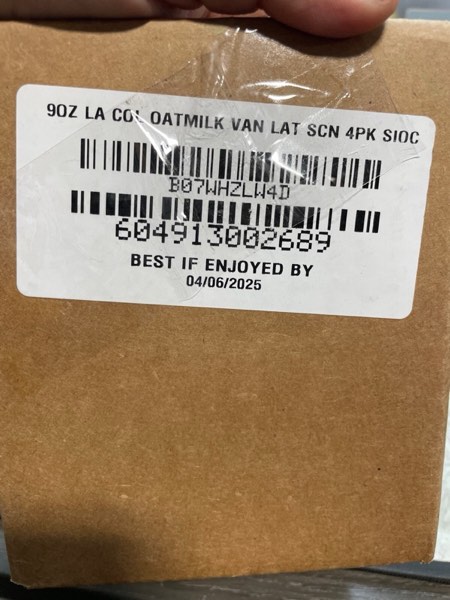 9OZ LA COL OATMILK VAN LAT SCN 4PK SIOC
B07WHZLW4D
604913002689
BEST IF ENJOYED BY
04/06/2025